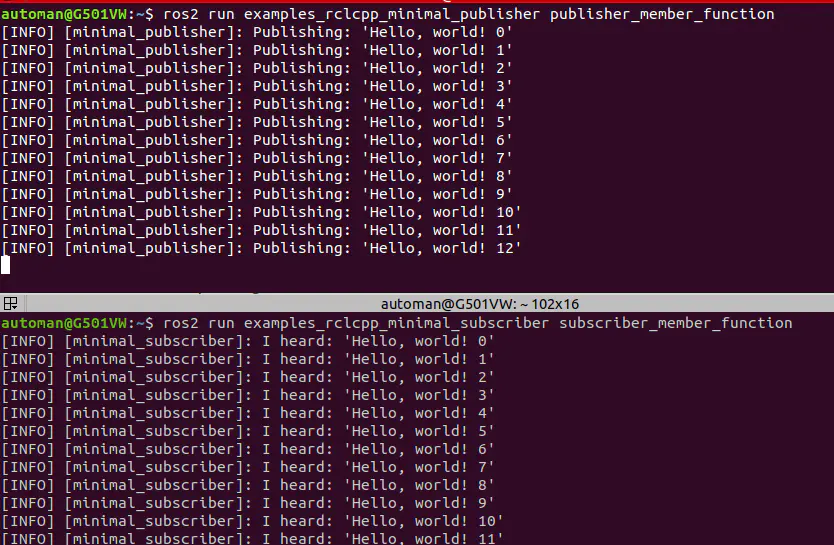 automan@G501VW:~$ ros2 run examples_rclcpp_minimal_publisher publisher_member_function
[INFO] [minimal_publisher]: Publishing: 'Hello, world! 0'
[INFO] [minimal_publisher]: Publishing: 'Hello, world! 1'
[INFO] [minimal_publisher]: Publishing: 'Hello, world! 2'
[INFO] [minimal_publisher]: Publishing: 'Hello, world! 3'
[INFO] [minimal_publisher]: Publishing: 'Hello, world! 4'
[INFO] [minimal_publisher]: Publishing: 'Hello, world! 5'
[INFO] [minimal_publisher]: Publishing: 'Hello, world! 6'
[INFO] [minimal_publisher]: Publishing: 'Hello, world! 7'
[INFO] [minimal_publisher]: Publishing: 'Hello, world! 8'
[INFO] [minimal_publisher]: Publishing: 'Hello, world! 9'
[INFO] [minimal_publisher]: Publishing: 'Hello, world! 10'
[INFO] [minimal_publisher]: Publishing: 'Hello, world! 11'
[INFO] [minimal_publisher]: Publishing: 'Hello, world! 12'
automan@G501VW: ~ 102x16
automan@G501VW:~$ ros2 run examples_rclcpp_minimal_subscriber subscriber_member_function
[INFO] [minimal_subscriber]: I heard: 'Hello, world! 0'
[INFO] [minimal_subscriber]: I heard: 'Hello, world! 1'
[INFO] [minimal_subscriber]: I heard: 'Hello, world! 2'
[INFO] [minimal_subscriber]: I heard: 'Hello, world! 3'
[INFO] [minimal_subscriber]: I heard: 'Hello, world! 4'
[INFO] [minimal_subscriber]: I heard: 'Hello, world! 5'
[INFO] [minimal_subscriber]: I heard: 'Hello, world! 6'
[INFO] [minimal_subscriber]: I heard: 'Hello, world! 7'
[INFO] [minimal_subscriber]: I heard: 'Hello, world! 8'
[INFO] [minimal_subscriber]: I heard: 'Hello, world! 9'
[INFO] [minimal_subscriber]: I heard: 'Hello, world! 10'
[INFO] [minimal_subscriber]: I heard: 'Hello, world! 11'